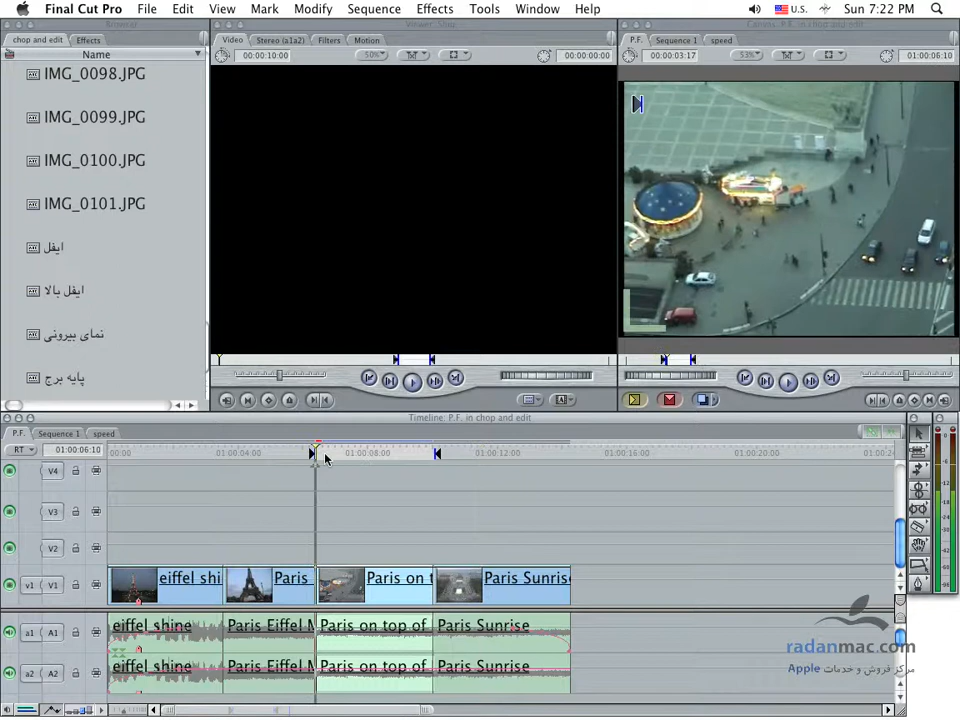 Final Cut Pro File Edit View Mark Modify Sequence Effects Tools Window Help U.S. Sun 7:22 PM
Browser
chop and edit Effects
Name
IMG_0098.JPG
IMG_0099.JPG
IMG_0100.JPG
IMG_0101.JPG
ایفل
ایفل بالا
نمای بیرونی
پایه برج
Video Stereo (a1a2) Filters Motion
00:00:10:00 50% 00:00:00:00
Canvas: P.F. in chop and edit
P.F. Sequence 1 speed
00:00:03:17 53% 01:00:06:10
Timeline: P.F. in chop and edit
P.F. Sequence 1 speed
RT 01:00:06:10 00:00 01:00:04:00 01:00:08:00 01:00:12:00 01:00:16:00 01:00:20:00
V4
V3
V2
v1 V1 eiffel shi Paris Paris on t Paris Sunrise
a1 A1 eiffel shine Paris Eiffel M Paris on top of Paris Sunrise
a2 A2 eiffel shine Paris Eiffel M Paris on top of Paris Sunrise
radanmac.com
مرکز فروش و خدمات Apple